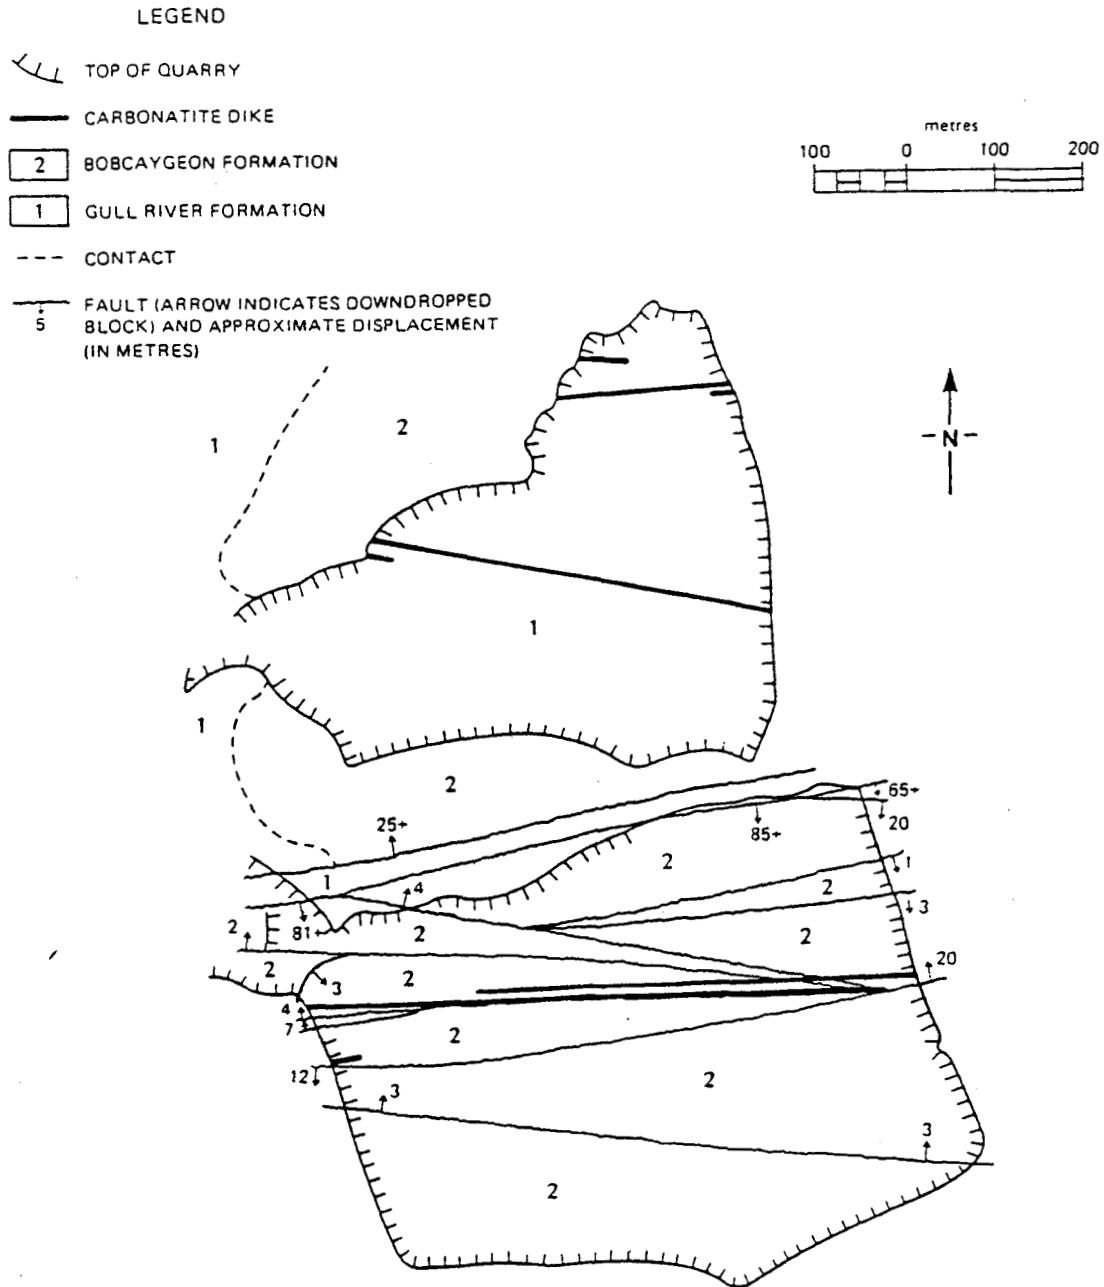 LEGEND
TOP OF QUARRY
CARBONATITE DIKE
2 BOBCAYGEON FORMATION
1 GULL RIVER FORMATION
CONTACT
FAULT (ARROW INDICATES DOWNDROPPED
5 BLOCK) AND APPROXIMATE DISPLACEMENT
(IN METRES)
metres
100 0 100 200
N
1
2
1
1
2
65+
25+
85+
20
2
1
1
4
2
2
81+
2
3
2
2
20
2
2
3
4
7
2
12
2
3
3
2